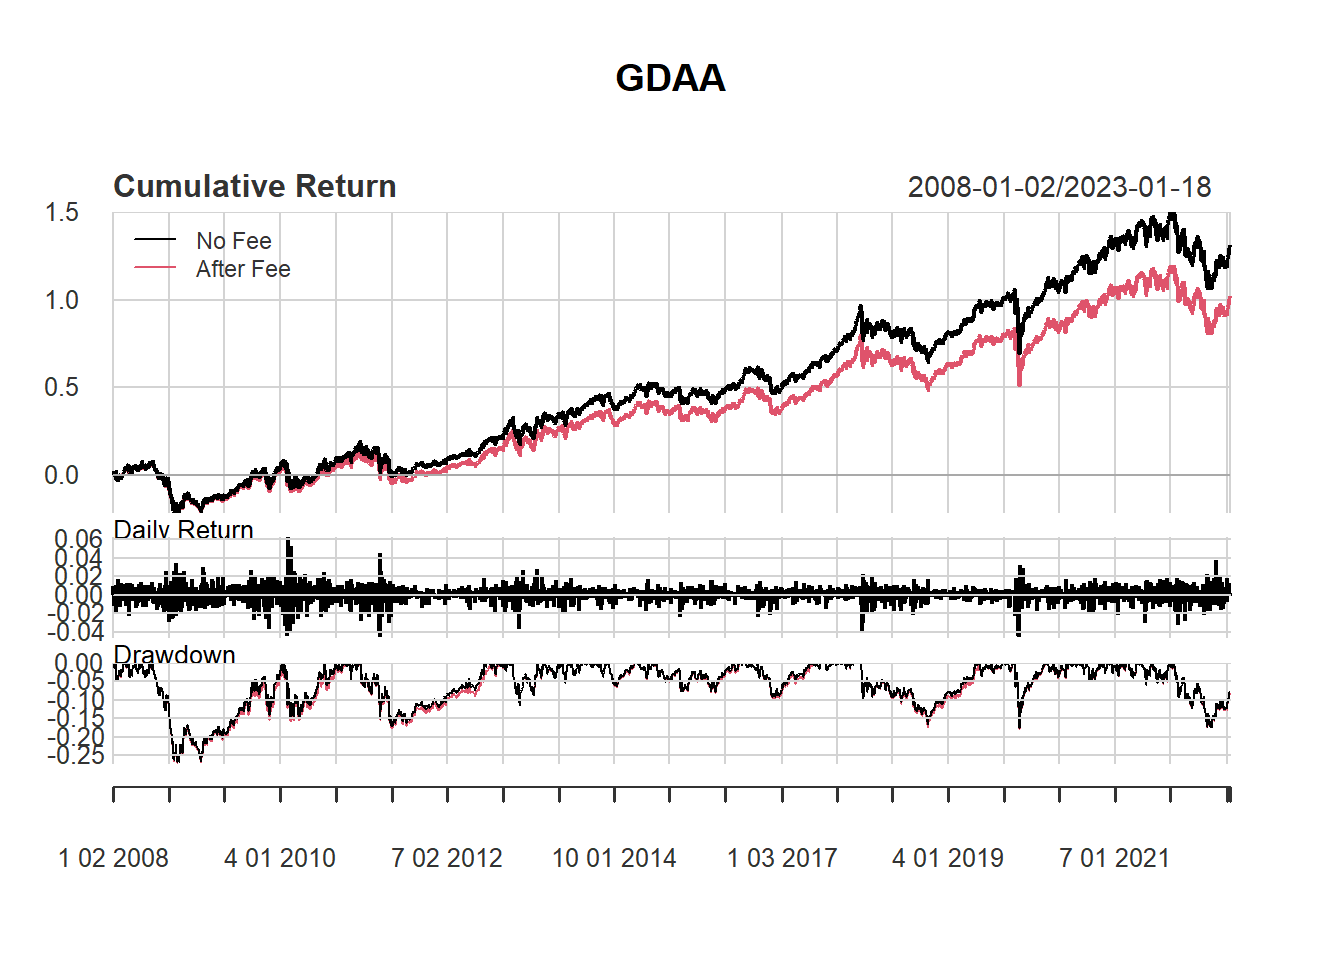 GDAA
Cumulative Return 2008-01-02/2023-01-18
1.5
No Fee
After Fee
1.0
0.5
0.0
Daily Return
0.06
0.04
0.02
0.00
-0.02
-0.04
Drawdown
0.00
-0.05
-0.10
-0.15
-0.20
-0.25
1 02 2008 4 01 2010 7 02 2012 10 01 2014 1 03 2017 4 01 2019 7 01 2021